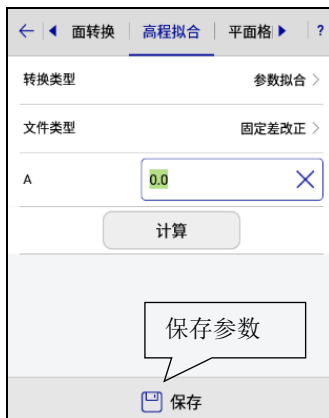 面转换 高程拟合 平面格 ?
转换类型 参数拟合
文件类型 固定差改正
A 0.0
计算
保存参数
保存